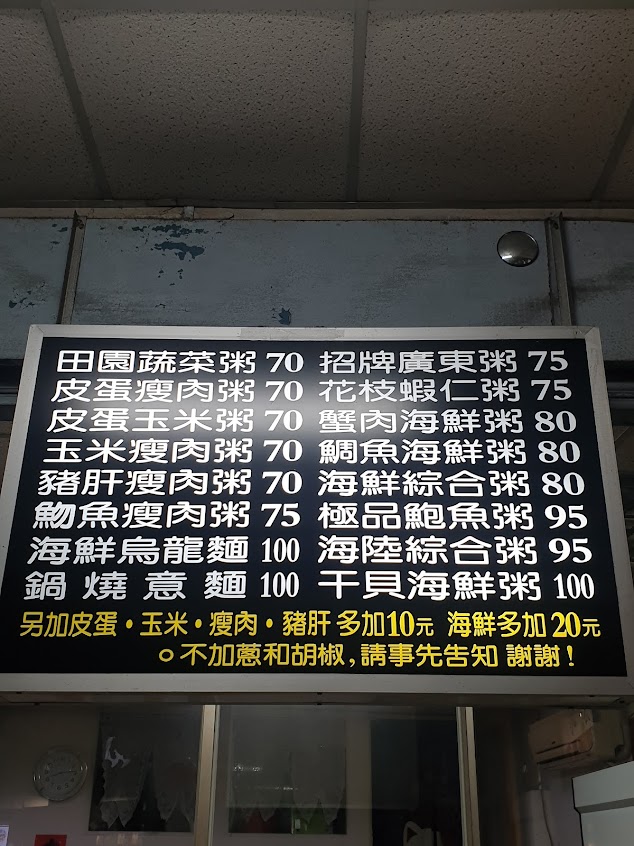 田園蔬菜粥 70 招牌廣東粥 75
皮蛋瘦肉粥 70 花枝蝦仁粥 75
皮蛋玉米粥 70 蟹肉海鮮粥 80
玉米瘦肉粥 70 鯛魚海鮮粥 80
豬肝瘦肉粥 70 海鮮綜合粥 80
魩魚瘦肉粥 75 極品鮑魚粥 95
海鮮烏龍麵 100 海陸綜合粥 95
鍋燒意麵 100 干貝海鮮粥 100
另加皮蛋・玉米・瘦肉・豬肝多加10元 海鮮多加20元
○不加蔥和胡椒,請事先告知 謝謝!